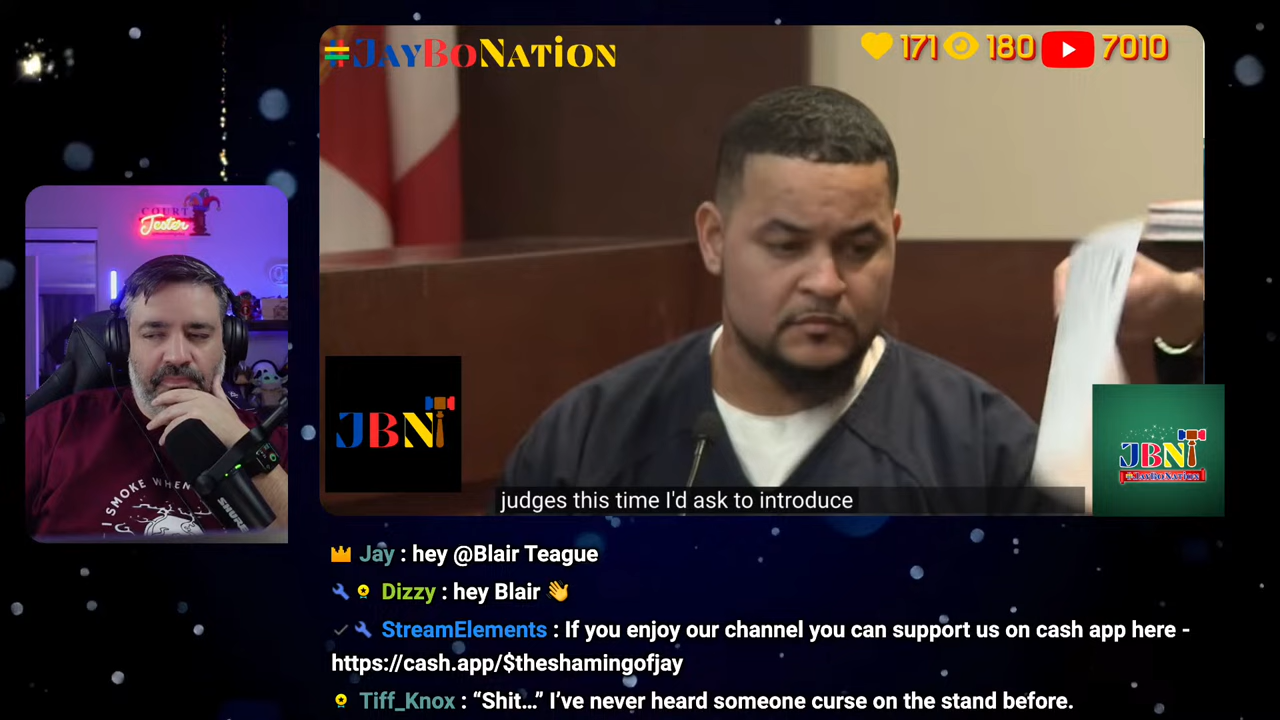 #JAYBONATION
171 180 7010
COURT
Jester
JBN
judges this time I'd ask to introduce
JBN
#JAYBONATION
I SMOKE WHEN
SHURE
Jay : hey @Blair Teague
Dizzy : hey Blair 👋
StreamElements : If you enjoy our channel you can support us on cash app here -
https://cash.app/$theshamingofjay
Tiff_Knox : “Shit...” I’ve never heard someone curse on the stand before.